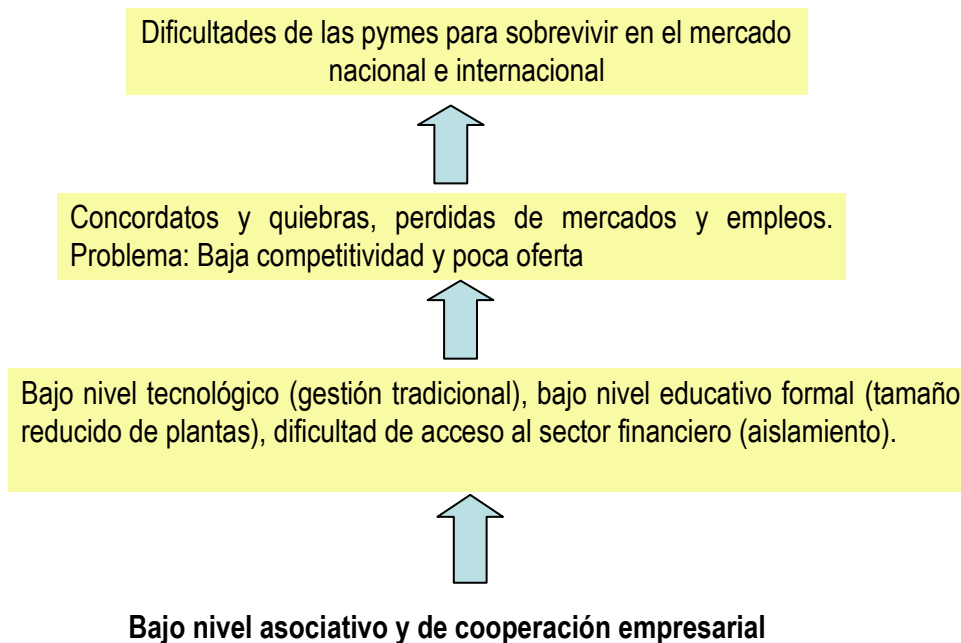 Dificultades de las pymes para sobrevivir en el mercado
nacional e internacional
Concordatos y quiebras, perdidas de mercados y empleos.
Problema: Baja competitividad y poca oferta
Bajo nivel tecnológico (gestión tradicional), bajo nivel educativo formal (tamaño
reducido de plantas), dificultad de acceso al sector financiero (aislamiento).
Bajo nivel asociativo y de cooperación empresarial